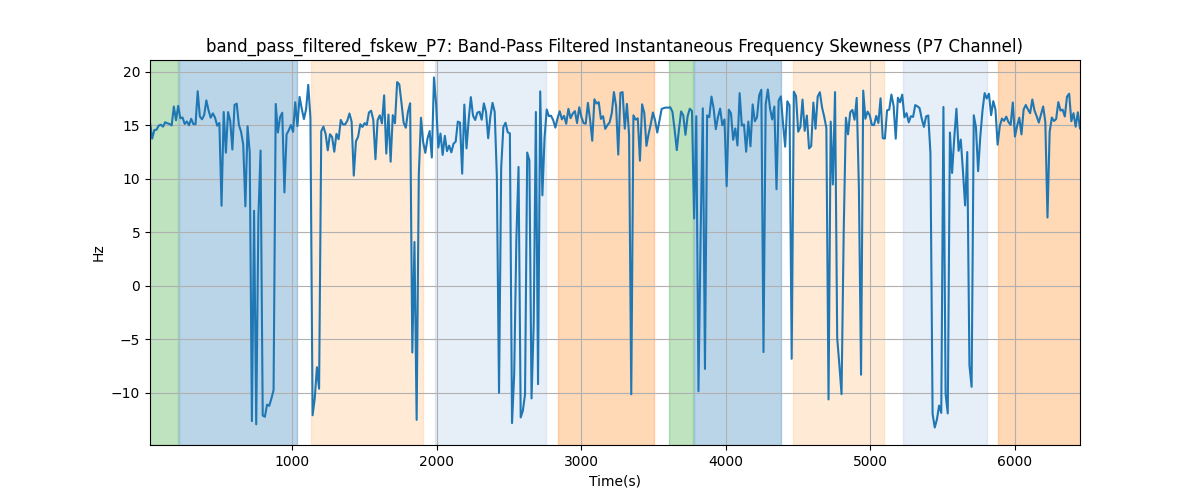 band_pass_filtered_fskew_P7: Band-Pass Filtered Instantaneous Frequency Skewness (P7 Channel)
20
15
10
5
0
−5
−10
Hz
1000 2000 3000 4000 5000 6000
Time(s)